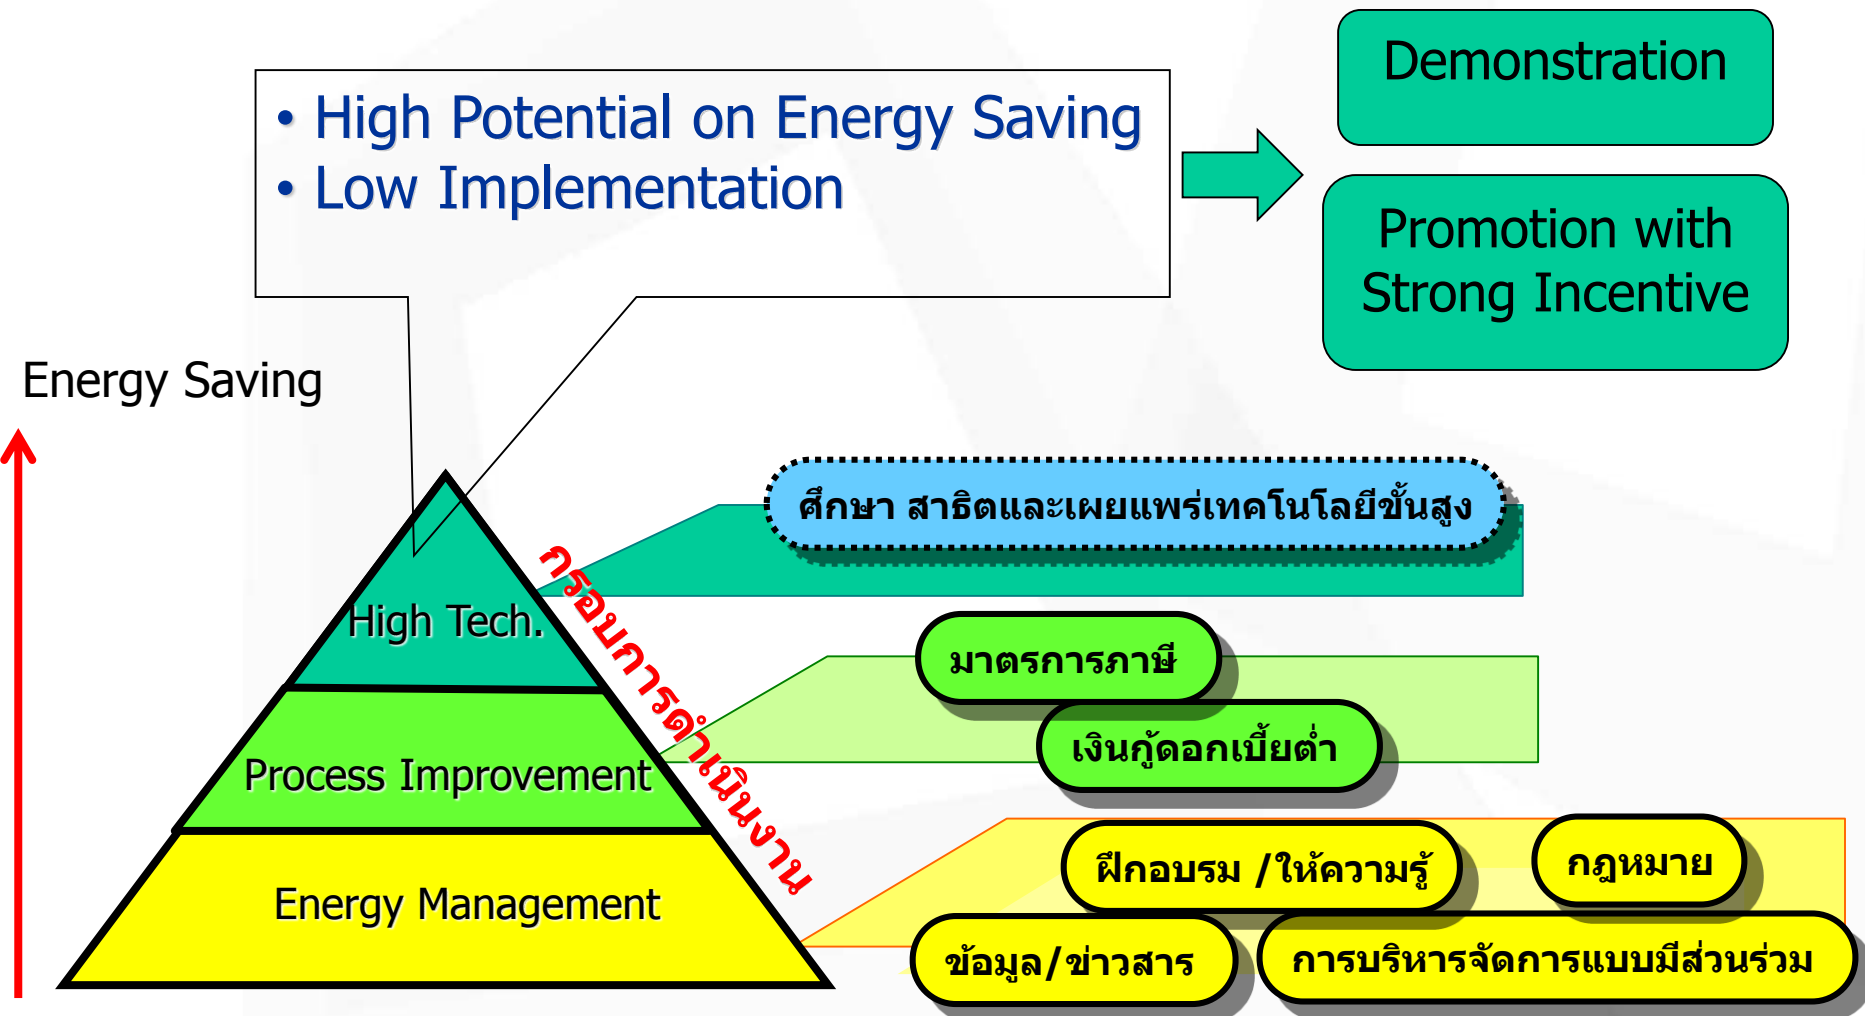 • High Potential on Energy Saving
• Low Implementation
Demonstration
Promotion with
Strong Incentive
Energy Saving
ศึกษา สาธิตและเผยแพร่เทคโนโลยีขั้นสูง
High Tech.
กรอบการดำเนินงาน
มาตรการภาษี
เงินกู้ดอกเบี้ยต่ำ
Process Improvement
ฝึกอบรม /ให้ความรู้
กฎหมาย
Energy Management
ข้อมูล/ข่าวสาร
การบริหารจัดการแบบมีส่วนร่วม